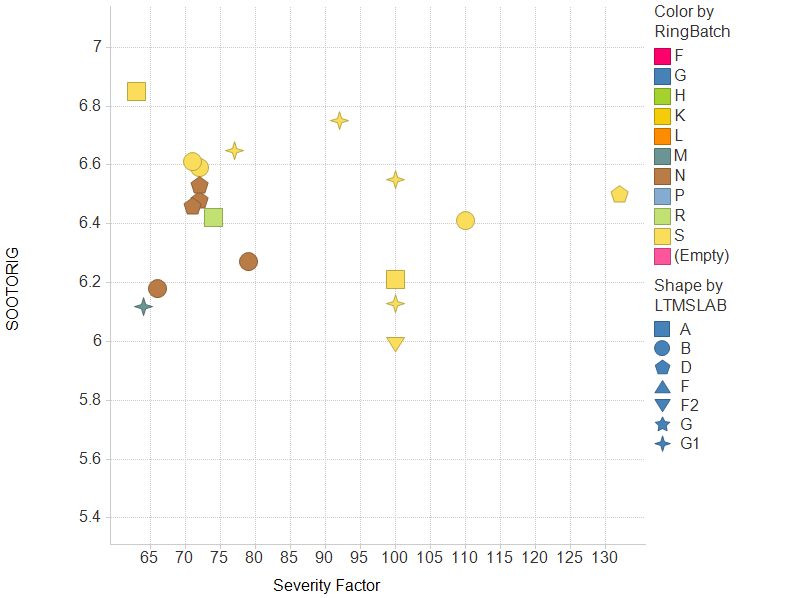 SOOTORIG
7
6.8
6.6
6.4
6.2
6
5.8
5.6
5.4
65 70 75 80 85 90 95 100 105 110 115 120 125 130
Severity Factor
Color by
RingBatch
F
G
H
K
L
M
N
P
R
S
(Empty)
Shape by
LTMSLAB
A
B
D
F
F2
G
G1